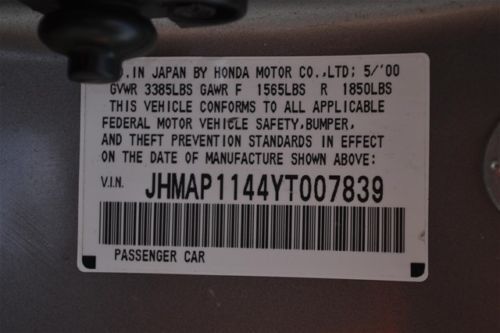 D. IN JAPAN BY HONDA MOTOR CO.,LTD; 5/'00
GVWR 3385LBS GAWR F 1565LBS R 1850LBS
THIS VEHICLE CONFORMS TO ALL APPLICABLE
FEDERAL MOTOR VEHICLE SAFETY,BUMPER,
AND THEFT PREVENTION STANDARDS IN EFFECT
ON THE DATE OF MANUFACTURE SHOWN ABOVE:
V.I.N. JHMAP1144YT007839
PASSENGER CAR